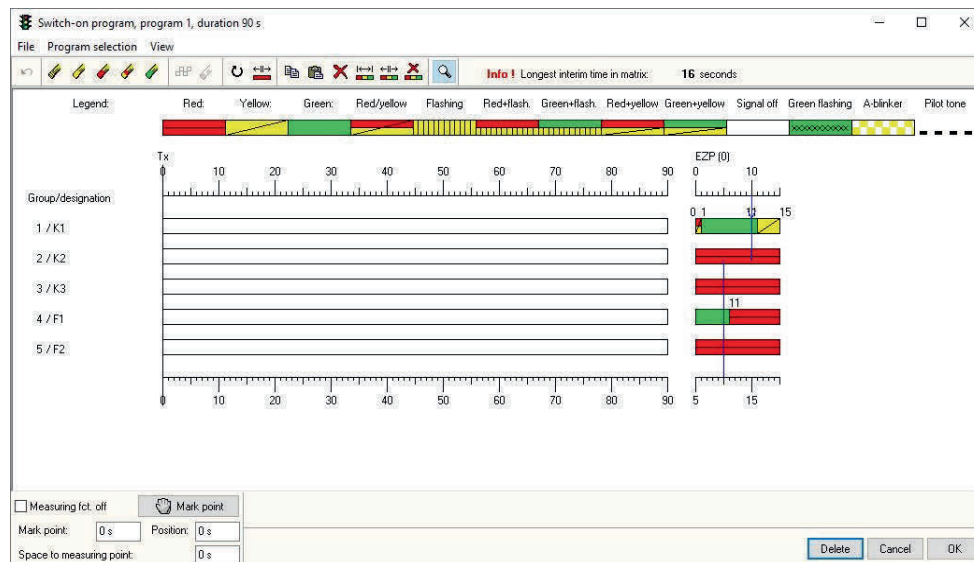 Switch-on program, program 1, duration 90 s
File Program selection View
Info ! Longest interim time in matrix: 16 seconds
Legend: Red: Yellow: Green: Red/yellow Flashing Red+flash. Green+flash. Red+yellow Green+yellow Signal off Green flashing A-blinker Pilot tone
Tx EZP (0)
0 10 20 30 40 50 60 70 80 90 0 10
Group/designation
0 1 11 15
1 / K1
2 / K2
3 / K3
11
4 / F1
5 / F2
0 10 20 30 40 50 60 70 80 90 5 15
Measuring fct. off Mark point
Mark point: 0 s Position: 0 s
Space to measuring point: 0 s
Delete Cancel OK